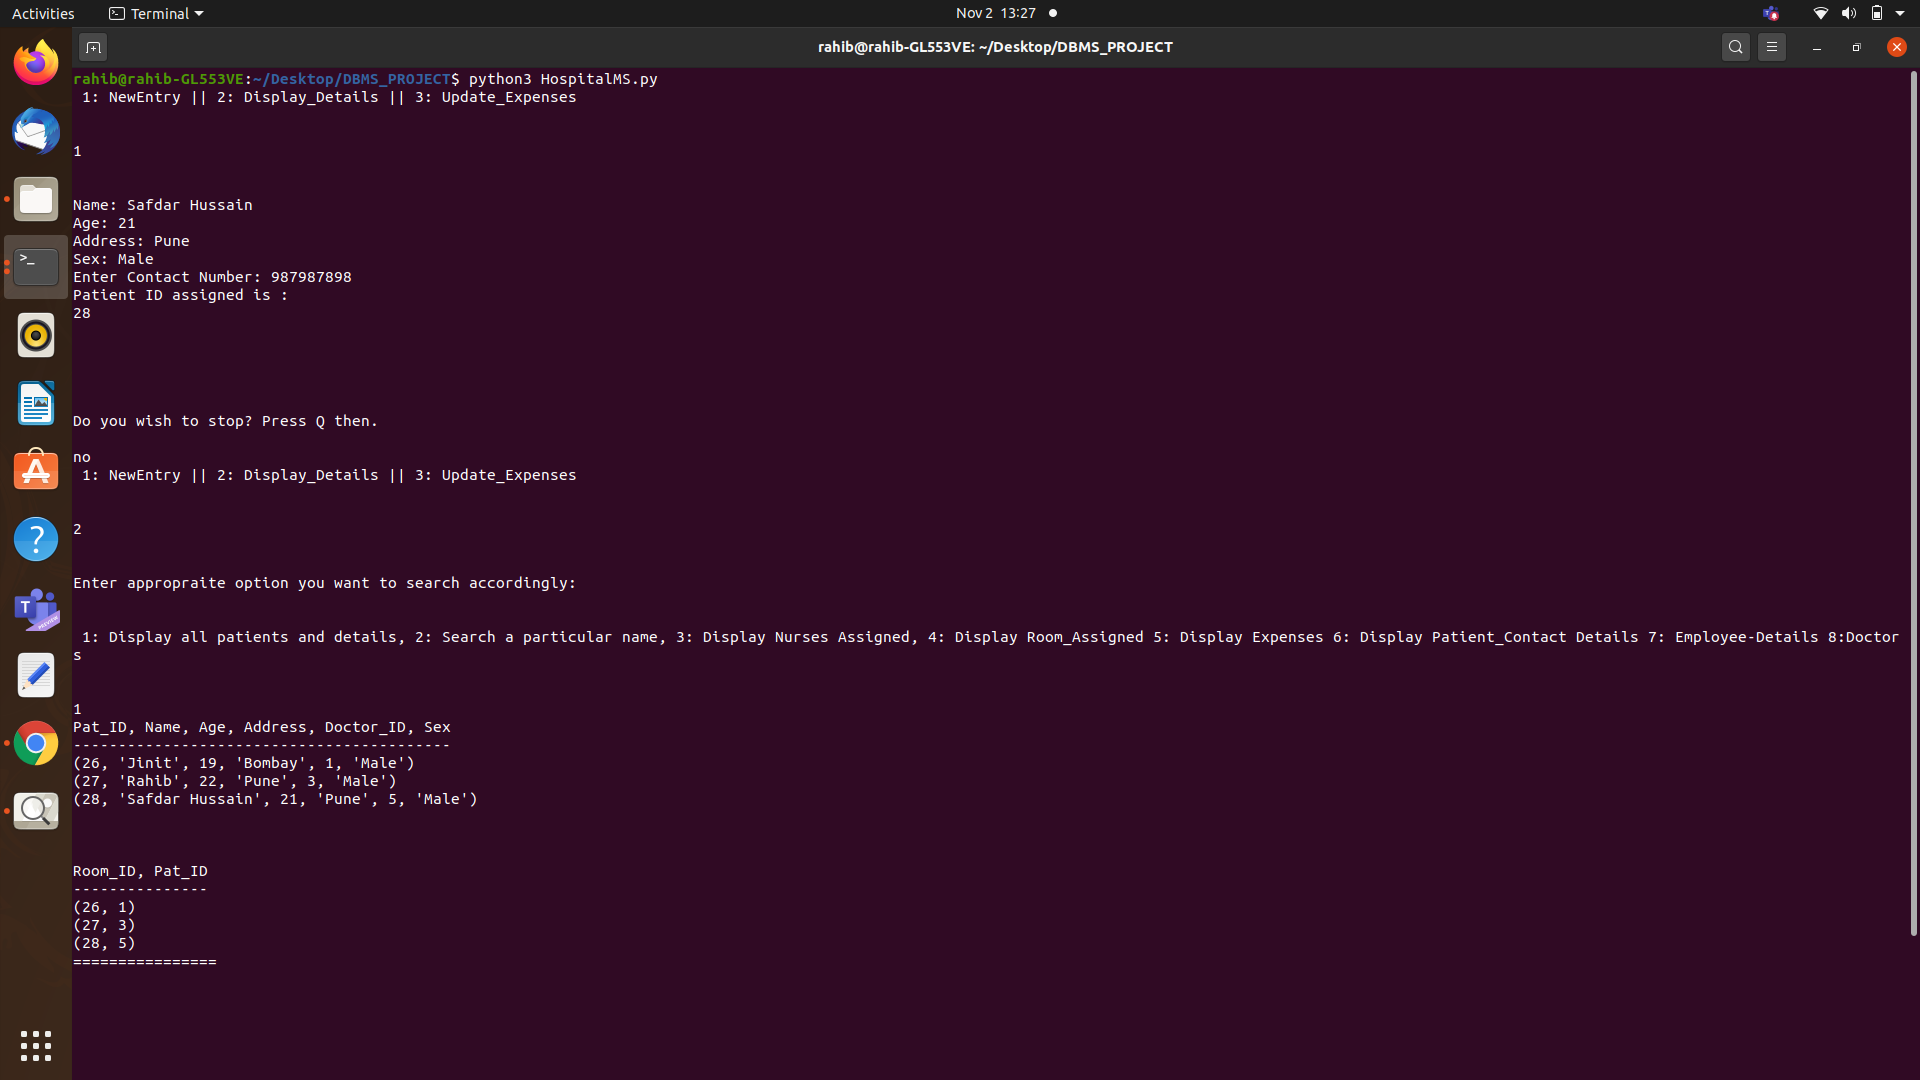 Activities
Terminal
Nov 2 13:27
rahib@rahib-GL553VE: ~/Desktop/DBMS_PROJECT
rahib@rahib-GL553VE:~/Desktop/DBMS_PROJECT$ python3 HospitalMS.py
1: NewEntry || 2: Display_Details || 3: Update_Expenses
1
Name: Safdar Hussain
Age: 21
Address: Pune
Sex: Male
Enter Contact Number: 987987898
Patient ID assigned is :
28
Do you wish to stop? Press Q then.
no
1: NewEntry || 2: Display_Details || 3: Update_Expenses
2
Enter appropraite option you want to search accordingly:
1: Display all patients and details, 2: Search a particular name, 3: Display Nurses Assigned, 4: Display Room_Assigned 5: Display Expenses 6: Display Patient_Contact Details 7: Employee-Details 8:Doctor
s
1
Pat_ID, Name, Age, Address, Doctor_ID, Sex
------------------------------------------
(26, 'Jinit', 19, 'Bombay', 1, 'Male')
(27, 'Rahib', 22, 'Pune', 3, 'Male')
(28, 'Safdar Hussain', 21, 'Pune', 5, 'Male')
Room_ID, Pat_ID
---------------
(26, 1)
(27, 3)
(28, 5)
================